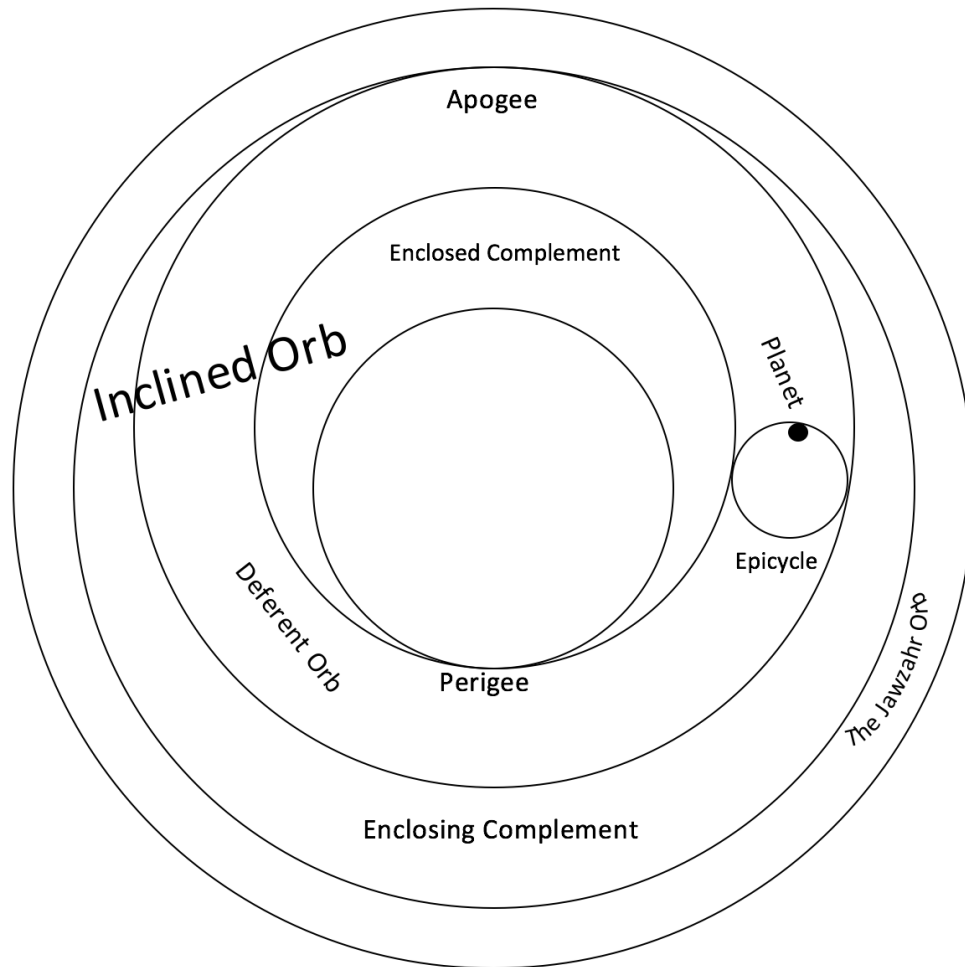 Apogee
Enclosed Complement
Inclined Orb
Planet
Epicycle
Deferent Orb
Perigee
The Jawzahr Orb
Enclosing Complement